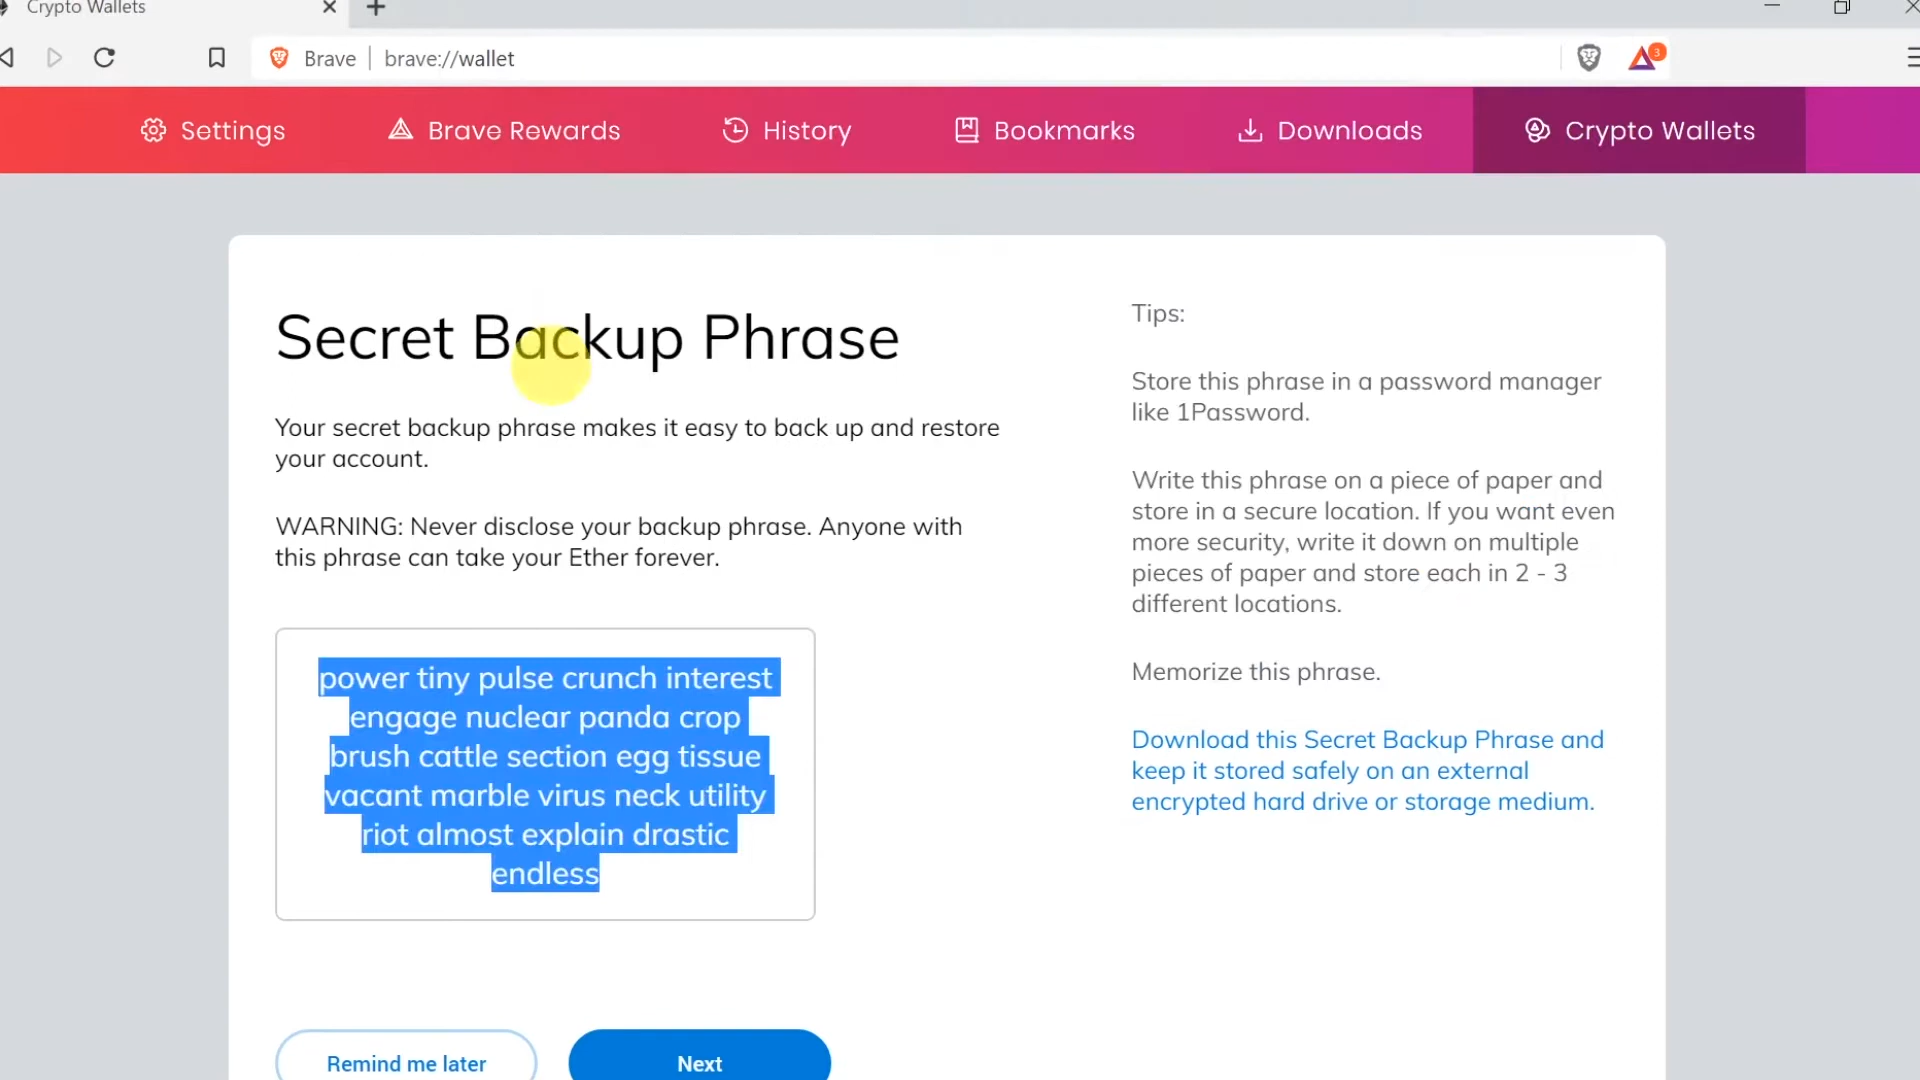 Crypto Wallets
Brave | brave://wallet
3
Settings
Brave Rewards
History
Bookmarks
Downloads
Crypto Wallets
Secret Backup Phrase
Your secret backup phrase makes it easy to back up and restore
your account.
WARNING: Never disclose your backup phrase. Anyone with
this phrase can take your Ether forever.
power tiny pulse crunch interest
engage nuclear panda crop
brush cattle section egg tissue
vacant marble virus neck utility
riot almost explain drastic
endless
Remind me later
Next
Tips:
Store this phrase in a password manager
like 1Password.
Write this phrase on a piece of paper and
store in a secure location. If you want even
more security, write it down on multiple
pieces of paper and store each in 2 - 3
different locations.
Memorize this phrase.
Download this Secret Backup Phrase and
keep it stored safely on an external
encrypted hard drive or storage medium.